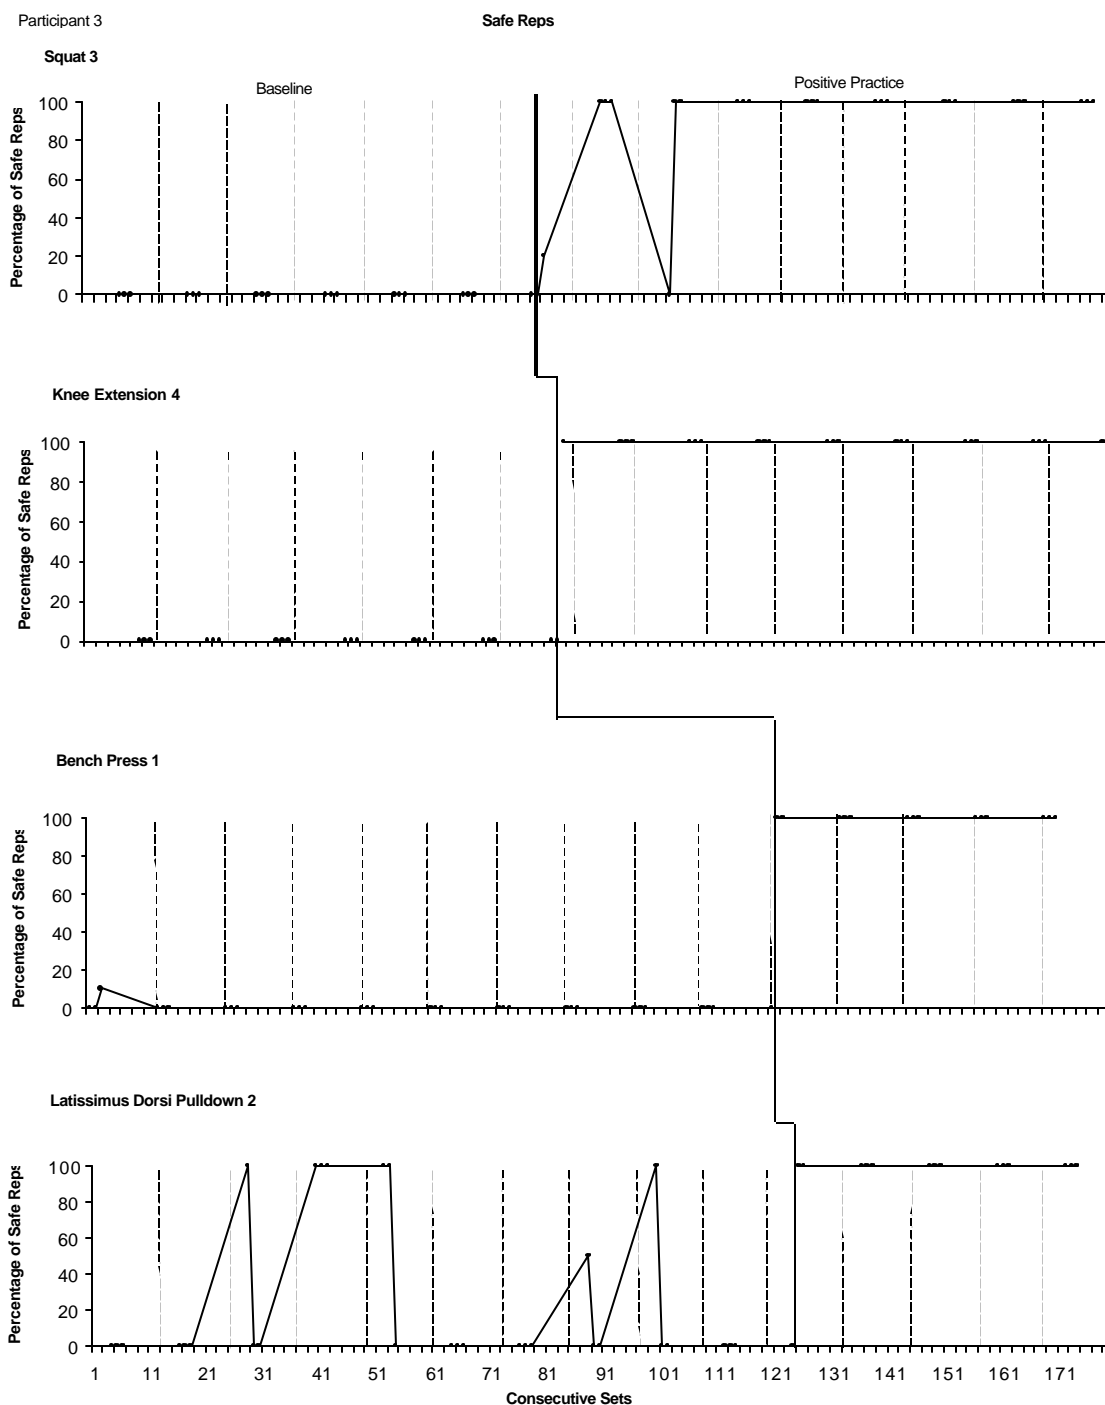 Participant 3
Safe Reps
Squat 3
Baseline
Positive Practice
Percentage of Safe Reps
100
80
60
40
20
0
Knee Extension 4
Percentage of Safe Reps
100
80
60
40
20
0
Bench Press 1
Percentage of Safe Reps
100
80
60
40
20
0
Latissimus Dorsi Pulldown 2
Percentage of Safe Reps
100
80
60
40
20
0
1 11 21 31 41 51 61 71 81 91 101 111 121 131 141 151 161 171
Consecutive Sets